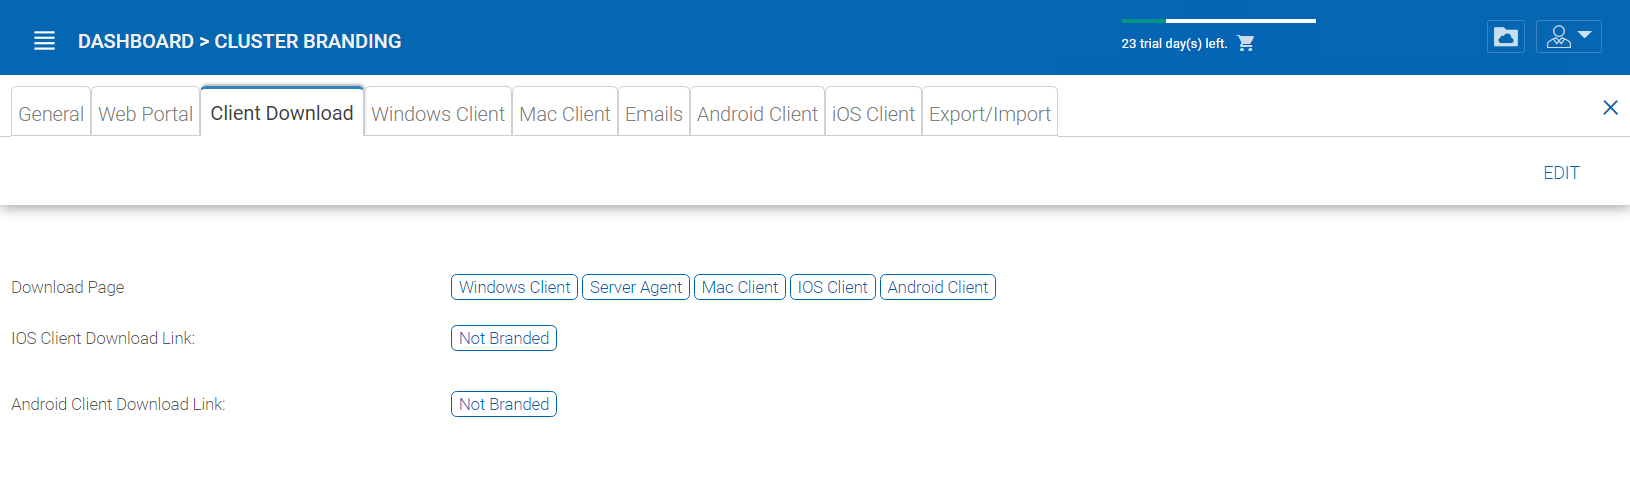 DASHBOARD > CLUSTER BRANDING
23 trial day(s) left.
General Web Portal Client Download Windows Client Mac Client Emails Android Client iOS Client Export/Import
EDIT
Download Page Windows Client Server Agent Mac Client IOS Client Android Client
IOS Client Download Link: Not Branded
Android Client Download Link: Not Branded